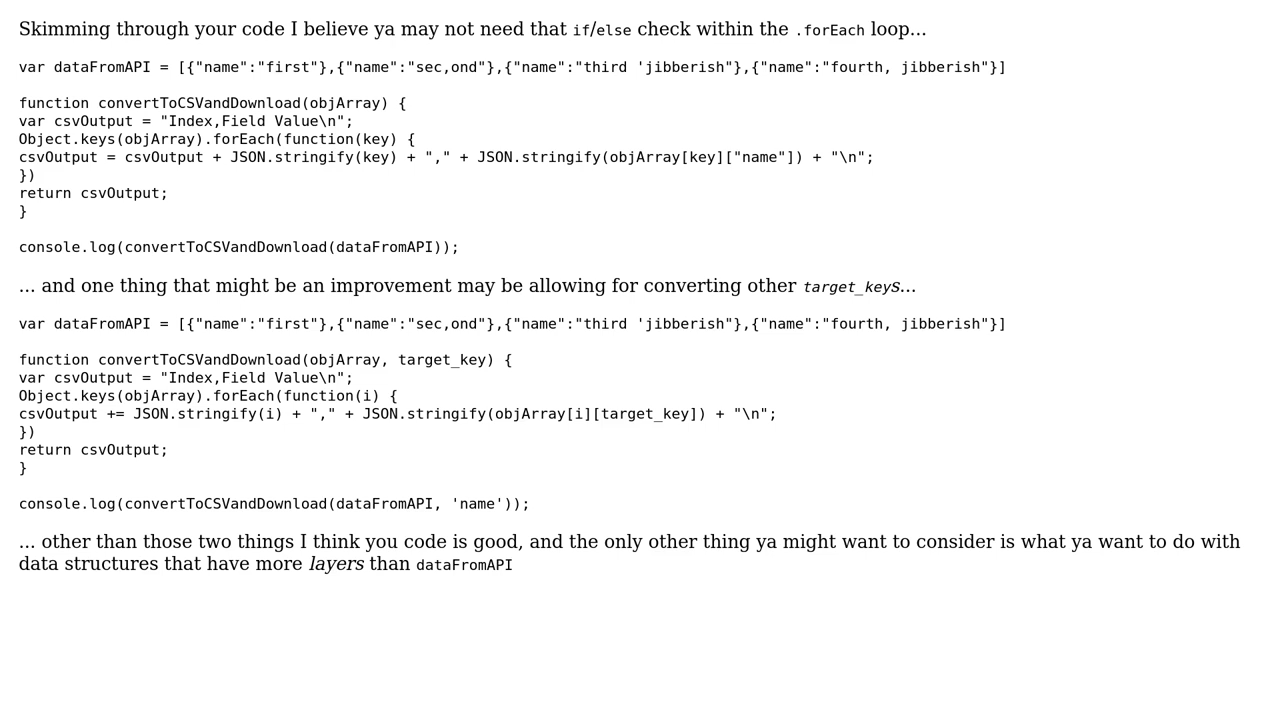 Skimming through your code I believe ya may not need that if/else check within the .forEach loop...
var dataFromAPI = [{"name":"first"},{"name":"sec,ond"},{"name":"third 'jibberish"},{"name":"fourth, jibberish"}]
function convertToCSVandDownload(objArray) {
var csvOutput = "Index,Field Value\n";
Object.keys(objArray).forEach(function(key) {
csvOutput = csvOutput + JSON.stringify(key) + "," + JSON.stringify(objArray[key]["name"]) + "\n";
})
return csvOutput;
}
console.log(convertToCSVandDownload(dataFromAPI));
... and one thing that might be an improvement may be allowing for converting other target_keys...
var dataFromAPI = [{"name":"first"},{"name":"sec,ond"},{"name":"third 'jibberish"},{"name":"fourth, jibberish"}]
function convertToCSVandDownload(objArray, target_key) {
var csvOutput = "Index,Field Value\n";
Object.keys(objArray).forEach(function(i) {
csvOutput += JSON.stringify(i) + "," + JSON.stringify(objArray[i][target_key]) + "\n";
})
return csvOutput;
}
console.log(convertToCSVandDownload(dataFromAPI, 'name'));
... other than those two things I think you code is good, and the only other thing ya might want to consider is what ya want to do with
data structures that have more layers than dataFromAPI